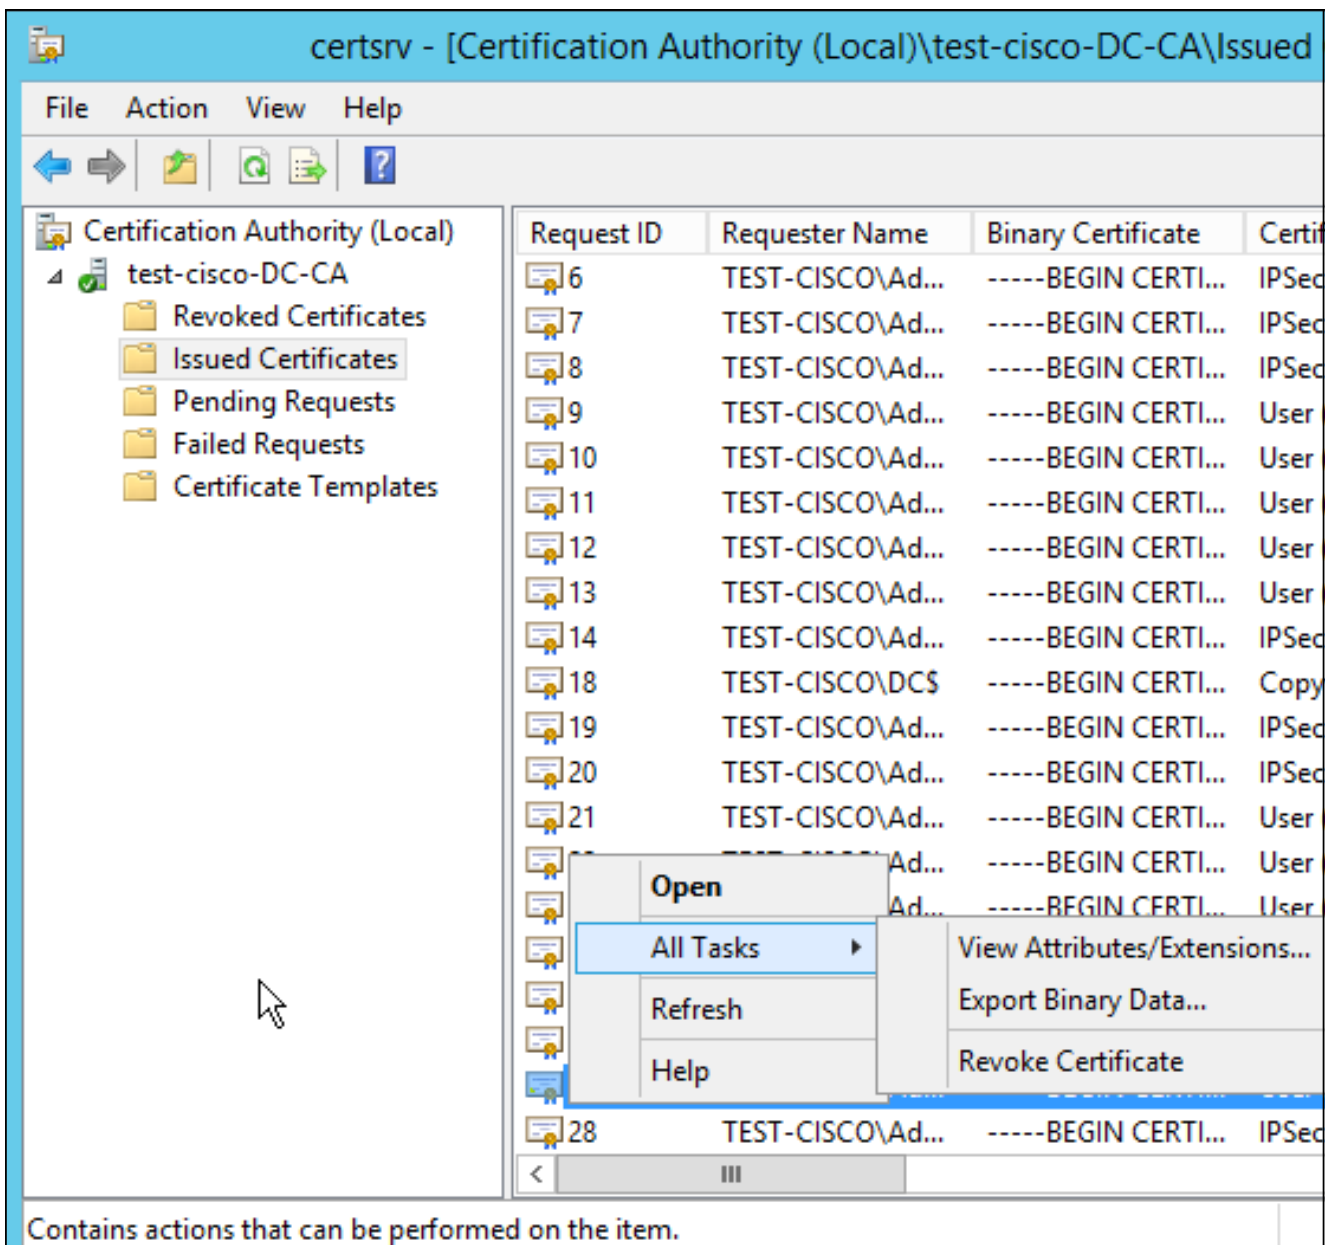 certsrv - [Certification Authority (Local)\test-cisco-DC-CA\Issued
File Action View Help
Certification Authority (Local)
test-cisco-DC-CA
Revoked Certificates
Issued Certificates
Pending Requests
Failed Requests
Certificate Templates
Request ID Requester Name Binary Certificate Certif
6 TEST-CISCO\Ad... -----BEGIN CERTI... IPSec
7 TEST-CISCO\Ad... -----BEGIN CERTI... IPSec
8 TEST-CISCO\Ad... -----BEGIN CERTI... IPSec
9 TEST-CISCO\Ad... -----BEGIN CERTI... User
10 TEST-CISCO\Ad... -----BEGIN CERTI... User
11 TEST-CISCO\Ad... -----BEGIN CERTI... User
12 TEST-CISCO\Ad... -----BEGIN CERTI... User
13 TEST-CISCO\Ad... -----BEGIN CERTI... User
14 TEST-CISCO\Ad... -----BEGIN CERTI... IPSec
18 TEST-CISCO\DC$ -----BEGIN CERTI... Copy
19 TEST-CISCO\Ad... -----BEGIN CERTI... IPSec
20 TEST-CISCO\Ad... -----BEGIN CERTI... IPSec
21 TEST-CISCO\Ad... -----BEGIN CERTI... User
Ad... -----BEGIN CERTI... User
Ad... -----BEGIN CERTI... User
Open
All Tasks
Refresh
Help
View Attributes/Extensions...
Export Binary Data...
Revoke Certificate
28 TEST-CISCO\Ad... -----BEGIN CERTI... IPSec
Contains actions that can be performed on the item.